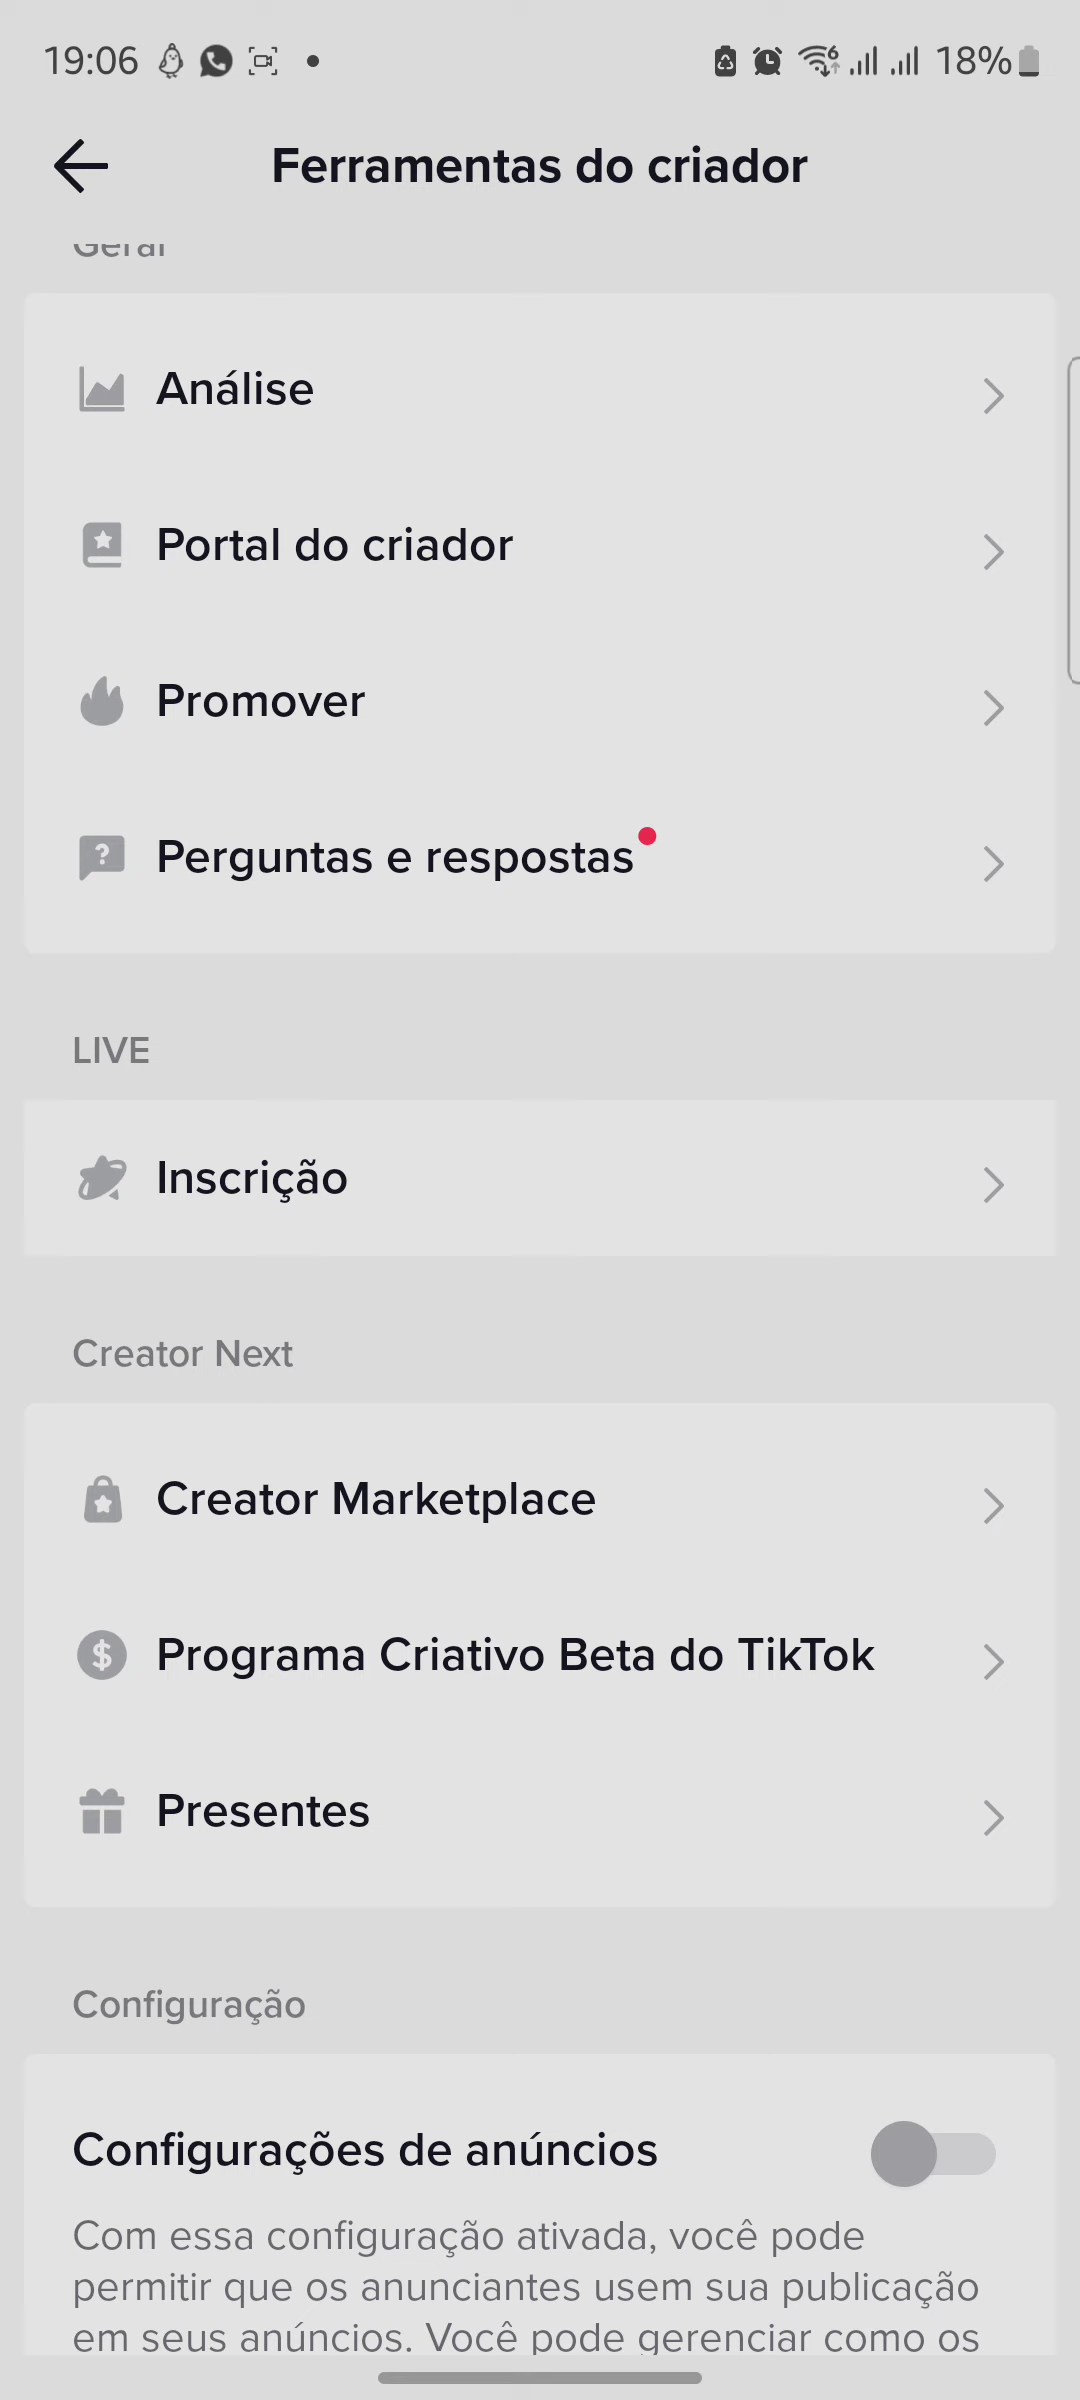 19:06
18%
Ferramentas do criador
Geral
Análise
Portal do criador
Promover
Perguntas e respostas
LIVE
Inscrição
Creator Next
Creator Marketplace
Programa Criativo Beta do TikTok
Presentes
Configuração
Configurações de anúncios
Com essa configuração ativada, você pode
permitir que os anunciantes usem sua publicação
em seus anúncios. Você pode gerenciar como os